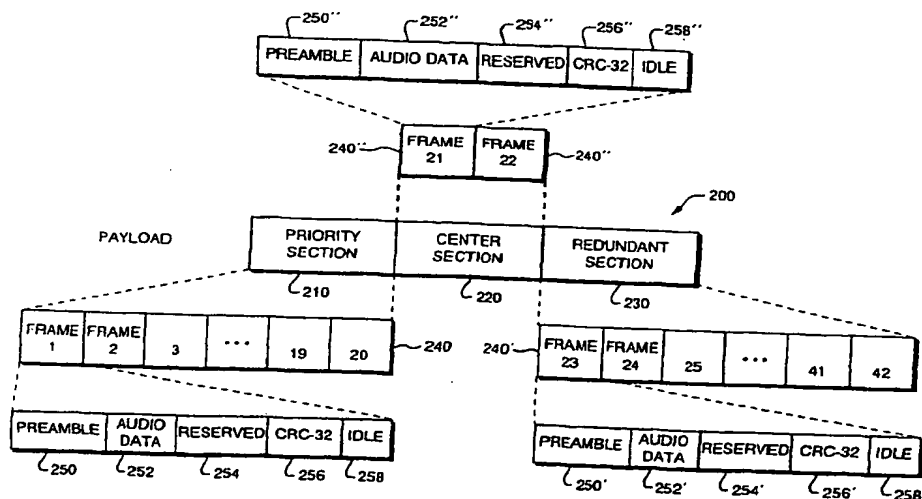 250'' 252'' 254'' 256'' 258''
PREAMBLE AUDIO DATA RESERVED CRC-32 IDLE
240'' FRAME 21 FRAME 22 240''
200
PAYLOAD PRIORITY SECTION CENTER SECTION REDUNDANT SECTION
210 220 230
FRAME 1 FRAME 2 3 ... 19 20 240
240' FRAME 23 FRAME 24 25 ... 41 42
PREAMBLE AUDIO DATA RESERVED CRC-32 IDLE
250 252 254 256 258
PREAMBLE AUDIO DATA RESERVED CRC-32 IDLE
250' 252' 254' 256' 258